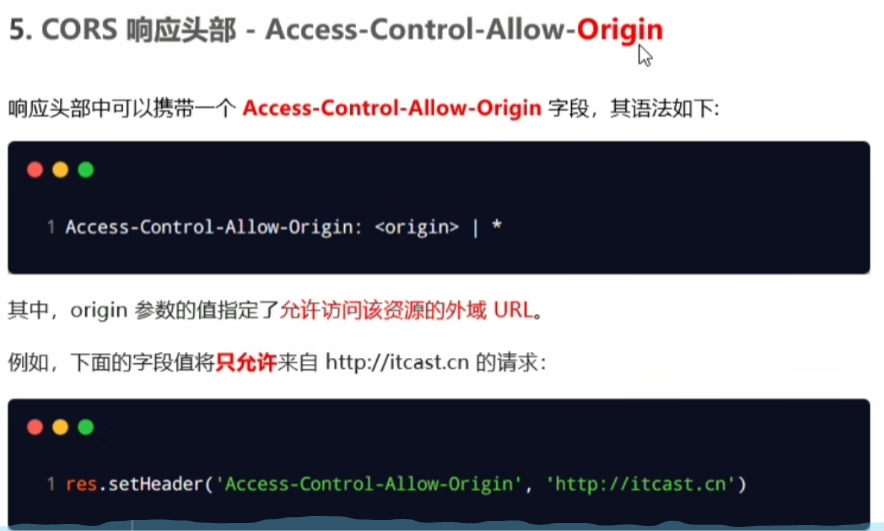 5. CORS 响应头部 - Access-Control-Allow-Origin
响应头部中可以携带一个 Access-Control-Allow-Origin 字段，其语法如下:
1 Access-Control-Allow-Origin: <origin> | *
其中，origin 参数的值指定了允许访问该资源的外域 URL。
例如，下面的字段值将只允许来自 http://itcast.cn 的请求：
1 res.setHeader('Access-Control-Allow-Origin', 'http://itcast.cn')